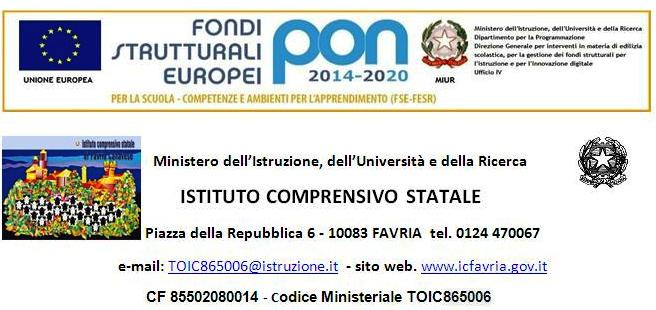 FONDI
STRUTTURALI
EUROPEI
pon
2014-2020
UNIONE EUROPEA
MIUR
Ministero dell'Istruzione, dell'Università e della Ricerca
Dipartimento per la Programmazione
Direzione Generale per interventi in materia di edilizia
scolastica, per la gestione dei fondi strutturali per
l'istruzione e per l'innovazione digitale
Ufficio IV
PER LA SCUOLA - COMPETENZE E AMBIENTI PER L'APPRENDIMENTO (FSE-FESR)
Istituto comprensivo statale
di Favria Canavese
Ministero dell'Istruzione, dell'Università e della Ricerca
ISTITUTO COMPRENSIVO STATALE
Piazza della Repubblica 6 - 10083 FAVRIA tel. 0124 470067
e-mail: TOIC865006@istruzione.it - sito web. www.icfavria.gov.it
CF 85502080014 - Codice Ministeriale TOIC865006